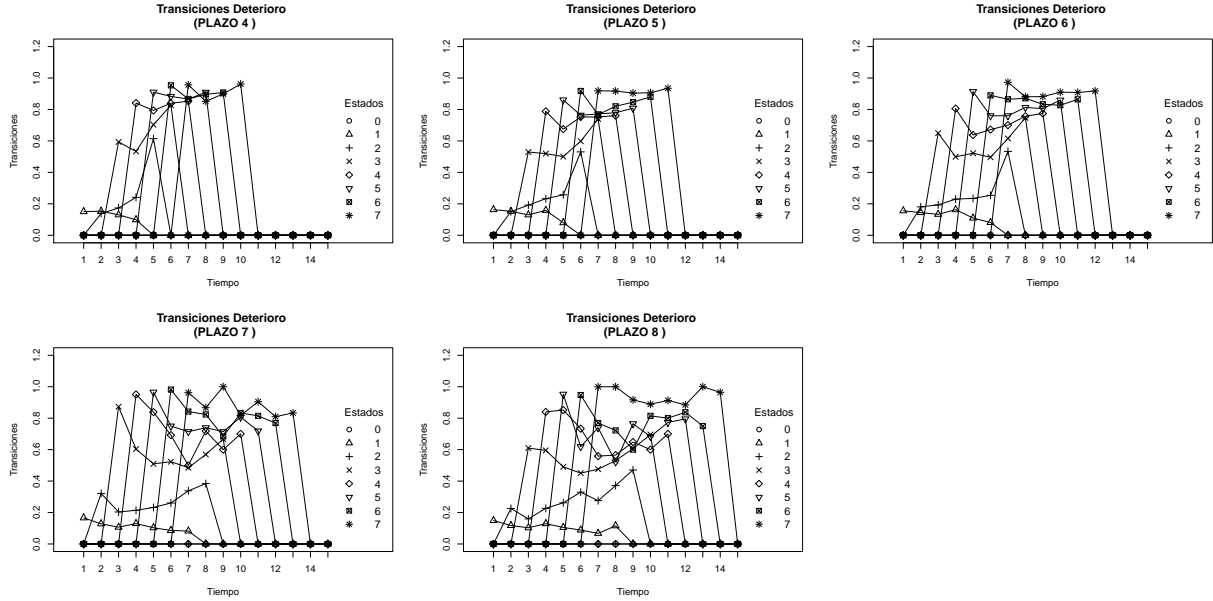 Transiciones Deterioro
(PLAZO 4 )
Transiciones
0.0 0.2 0.4 0.6 0.8 1.0 1.2
1 2 3 4 5 6 7 8 9 10 12 14
Tiempo
Estados
0
1
2
3
4
5
6
7
Transiciones Deterioro
(PLAZO 5 )
Transiciones
0.0 0.2 0.4 0.6 0.8 1.0 1.2
1 2 3 4 5 6 7 8 9 10 12 14
Tiempo
Estados
0
1
2
3
4
5
6
7
Transiciones Deterioro
(PLAZO 6 )
Transiciones
0.0 0.2 0.4 0.6 0.8 1.0 1.2
1 2 3 4 5 6 7 8 9 10 12 14
Tiempo
Estados
0
1
2
3
4
5
6
7
Transiciones Deterioro
(PLAZO 7 )
Transiciones
0.0 0.2 0.4 0.6 0.8 1.0 1.2
1 2 3 4 5 6 7 8 9 10 12 14
Tiempo
Estados
0
1
2
3
4
5
6
7
Transiciones Deterioro
(PLAZO 8 )
Transiciones
0.0 0.2 0.4 0.6 0.8 1.0 1.2
1 2 3 4 5 6 7 8 9 10 12 14
Tiempo
Estados
0
1
2
3
4
5
6
7